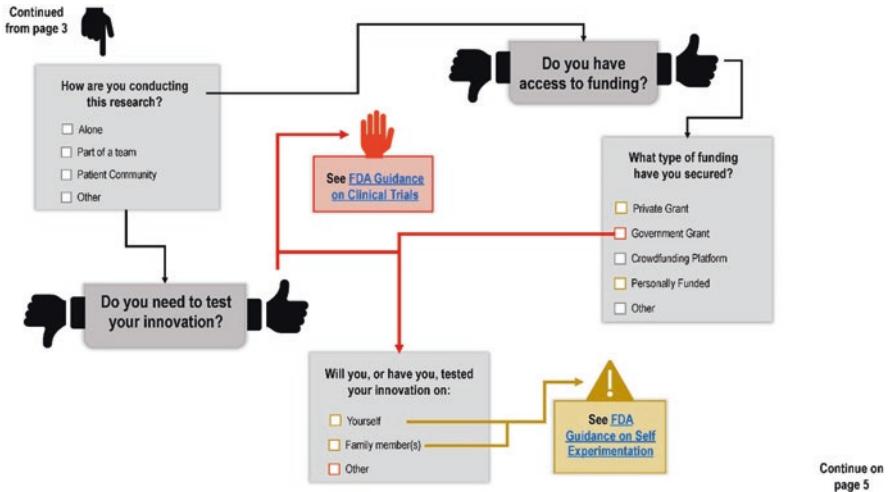 Continued
from page 3
How are you conducting
this research?
Alone
Part of a team
Patient Community
Other
Do you have
access to funding?
What type of funding
have you secured?
Private Grant
Government Grant
Crowdfunding Platform
Personally Funded
Other
See FDA Guidance
on Clinical Trials
Do you need to test
your innovation?
Will you, or have you, tested
your innovation on:
Yourself
Family member(s)
Other
See FDA
Guidance on Self
Experimentation
Continue on
page 5